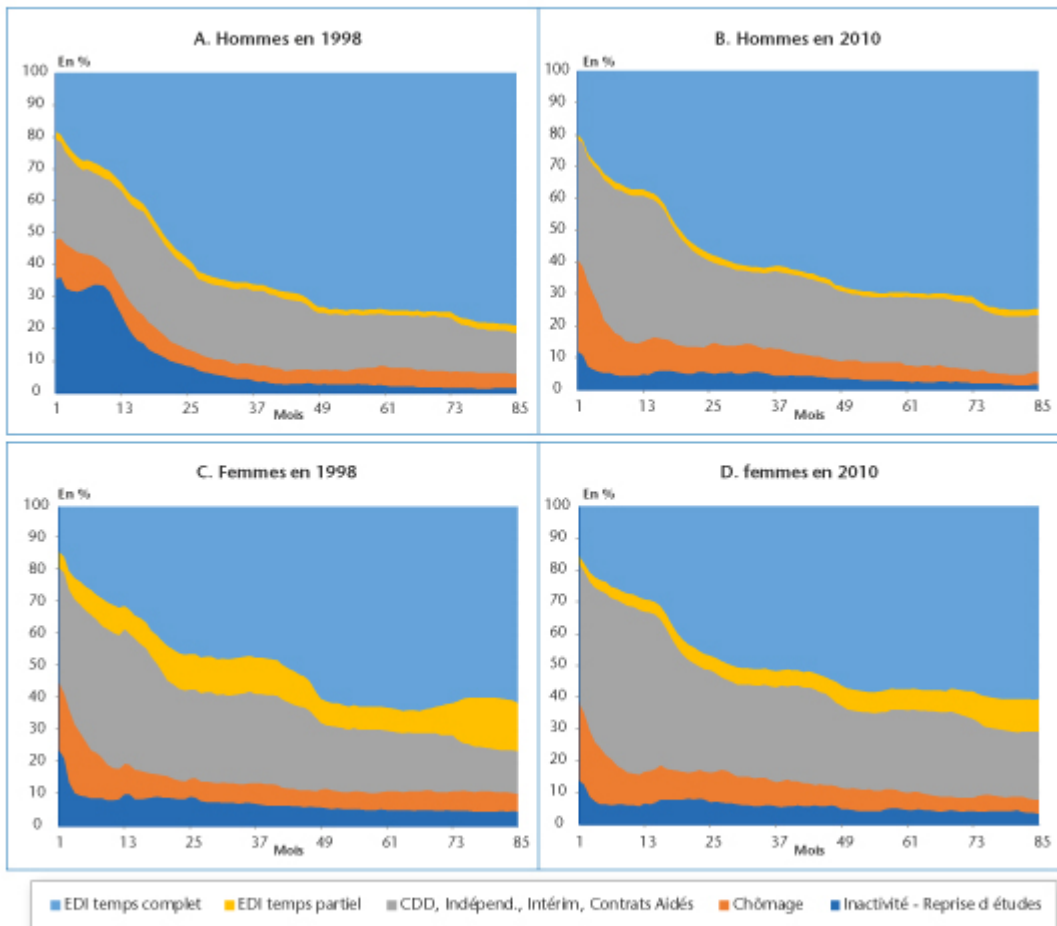 A. Hommes en 1998
En %
100
90
80
70
60
50
40
30
20
10
0
1 13 25 37 49 61 73 85
Mois
B. Hommes en 2010
En %
100
90
80
70
60
50
40
30
20
10
0
1 13 25 37 49 61 73 85
Mois
C. Femmes en 1998
En %
100
90
80
70
60
50
40
30
20
10
0
1 13 25 37 49 61 73 85
Mois
D. femmes en 2010
En %
100
90
80
70
60
50
40
30
20
10
0
1 13 25 37 49 61 73 85
Mois
EDI temps complet EDI temps partiel CDD, Indépend., Intérim, Contrats Aidés Chômage Inactivité - Reprise d études